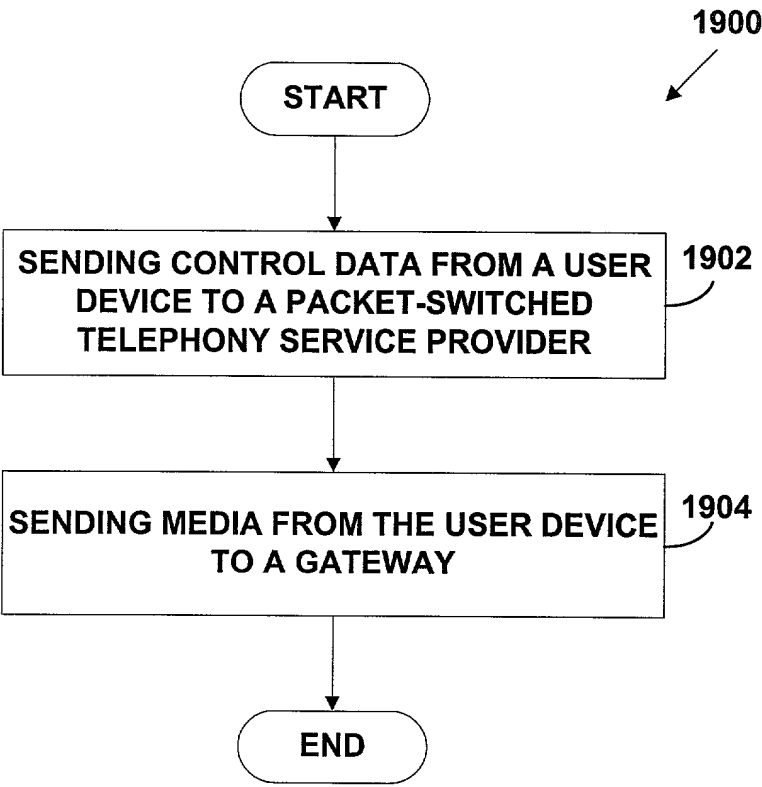 1900
START
SENDING CONTROL DATA FROM A USER
DEVICE TO A PACKET-SWITCHED
TELEPHONY SERVICE PROVIDER
1902
SENDING MEDIA FROM THE USER DEVICE
TO A GATEWAY
1904
END